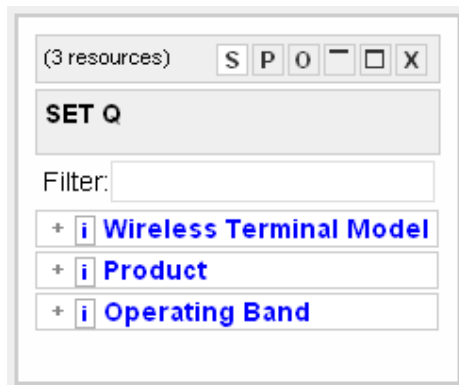 (3 resources) S P O X
SET Q
Filter:
+ i Wireless Terminal Model
+ i Product
+ i Operating Band